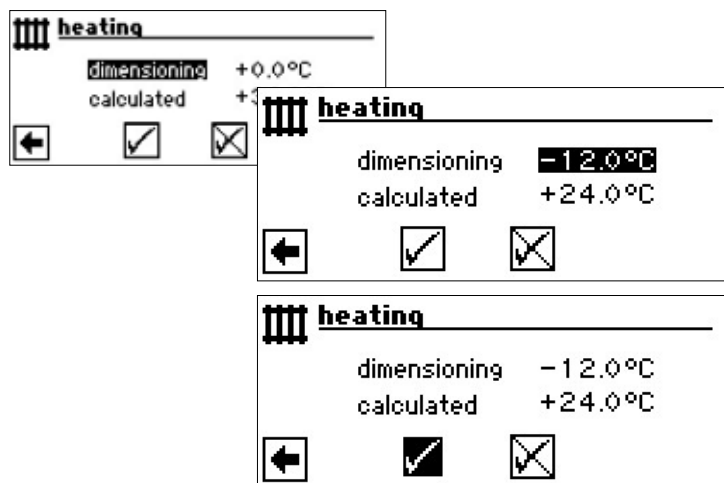 heating
dimensioning +0.0°C
calculated
heating
dimensioning -12.0°C
calculated +24.0°C
heating
dimensioning -12.0°C
calculated +24.0°C